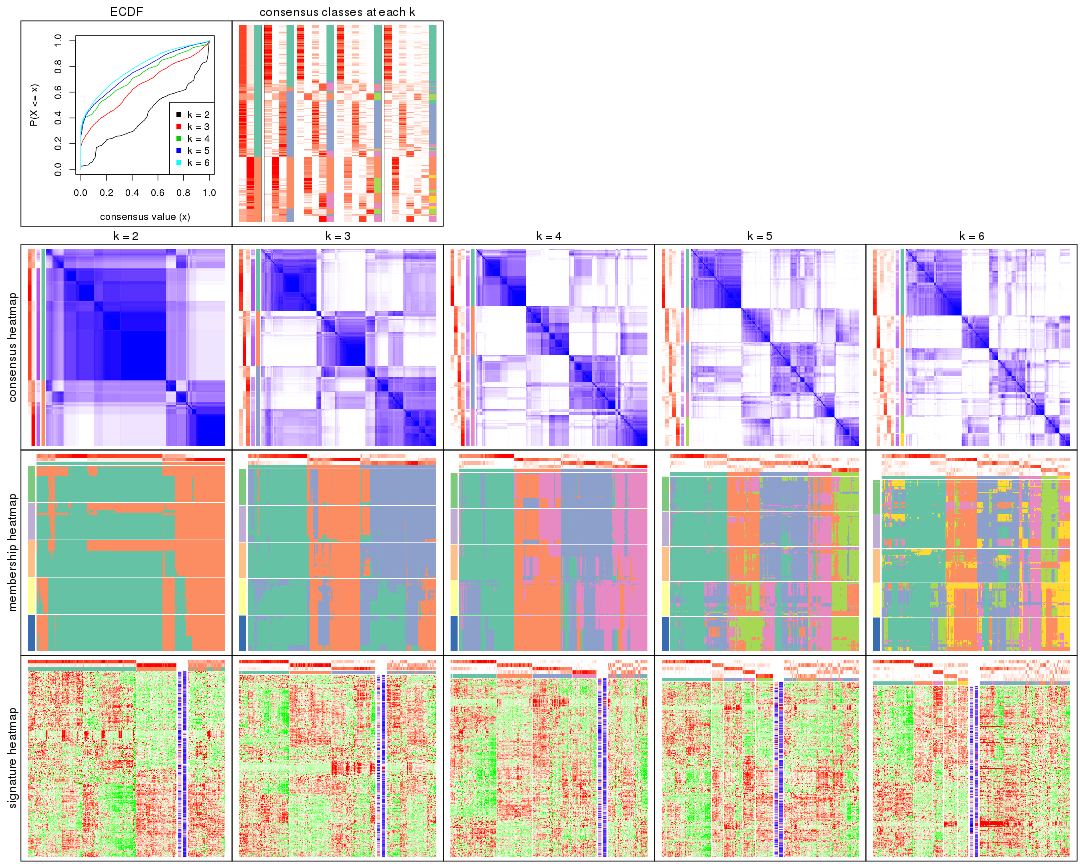 ECDF
consensus classes at each k
P(X <= x)
1.0
0.8
0.6
0.4
0.2
0.0
k = 2
k = 3
k = 4
k = 5
k = 6
0.0 0.2 0.4 0.6 0.8 1.0
consensus value (x)
k = 2
k = 3
k = 4
k = 5
k = 6
consensus heatmap
membership heatmap
signature heatmap